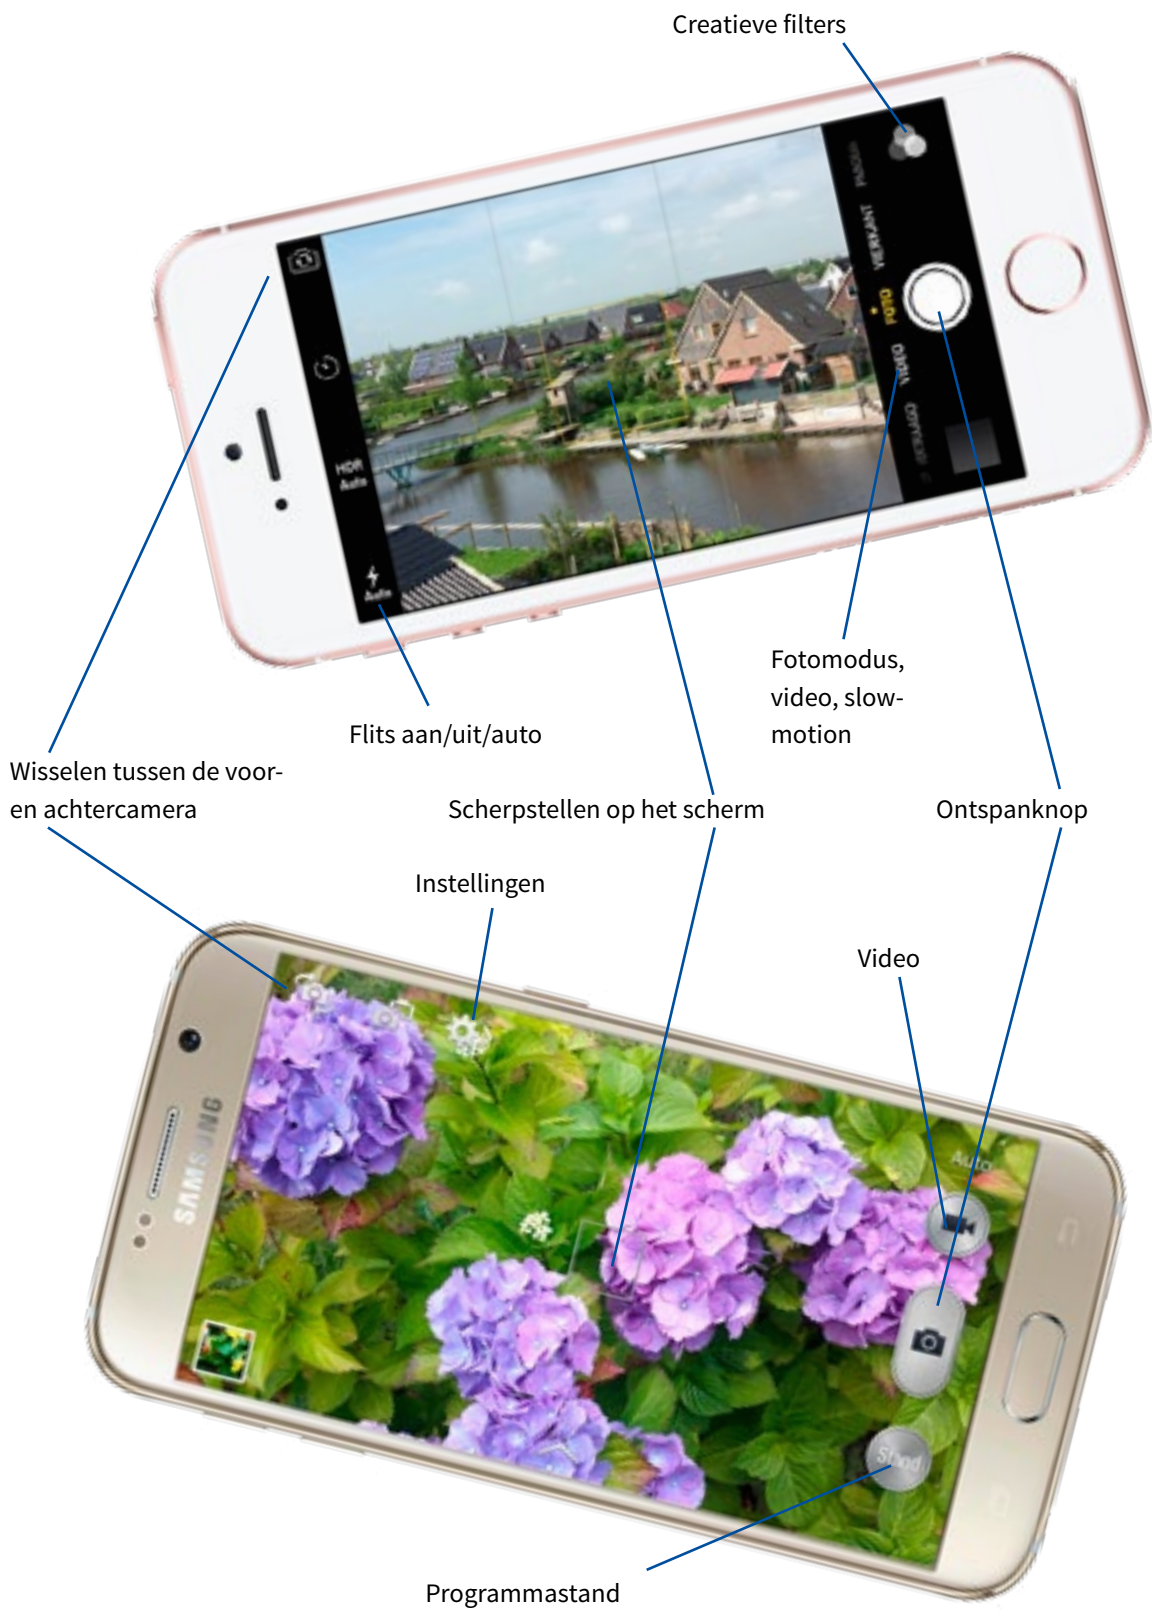 Creatieve filters
PANO
VIERKANT
FOTO
VIDEO
HDR
Auto
Auto
Fotomodus,
video, slow-
motion
Flits aan/uit/auto
Wisselen tussen de voor-
en achtercamera
Scherpstellen op het scherm
Ontspanknop
Instellingen
Video
SAMSUNG
Auto
Stand
Programmastand